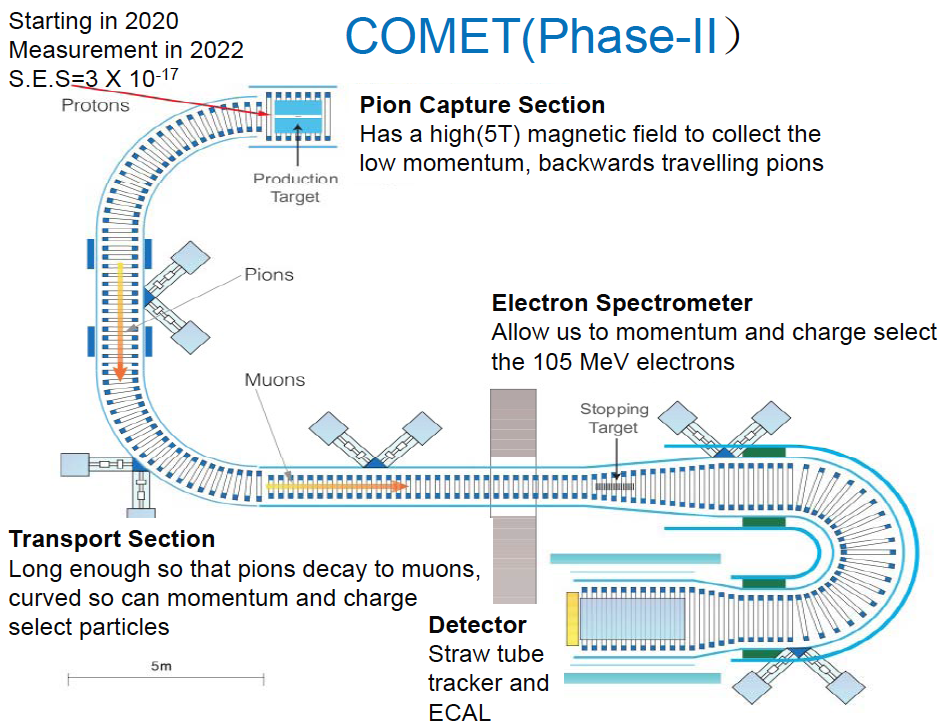 Starting in 2020
Measurement in 2022
S.E.S=3 X 10-17
COMET(Phase-II）
Protons
Pion Capture Section
Has a high(5T) magnetic field to collect the
low momentum, backwards travelling pions
Production
Target
Pions
Electron Spectrometer
Allow us to momentum and charge select
the 105 MeV electrons
Muons
Stopping
Target
Transport Section
Long enough so that pions decay to muons,
curved so can momentum and charge
select particles
Detector
Straw tube
tracker and
ECAL
5m